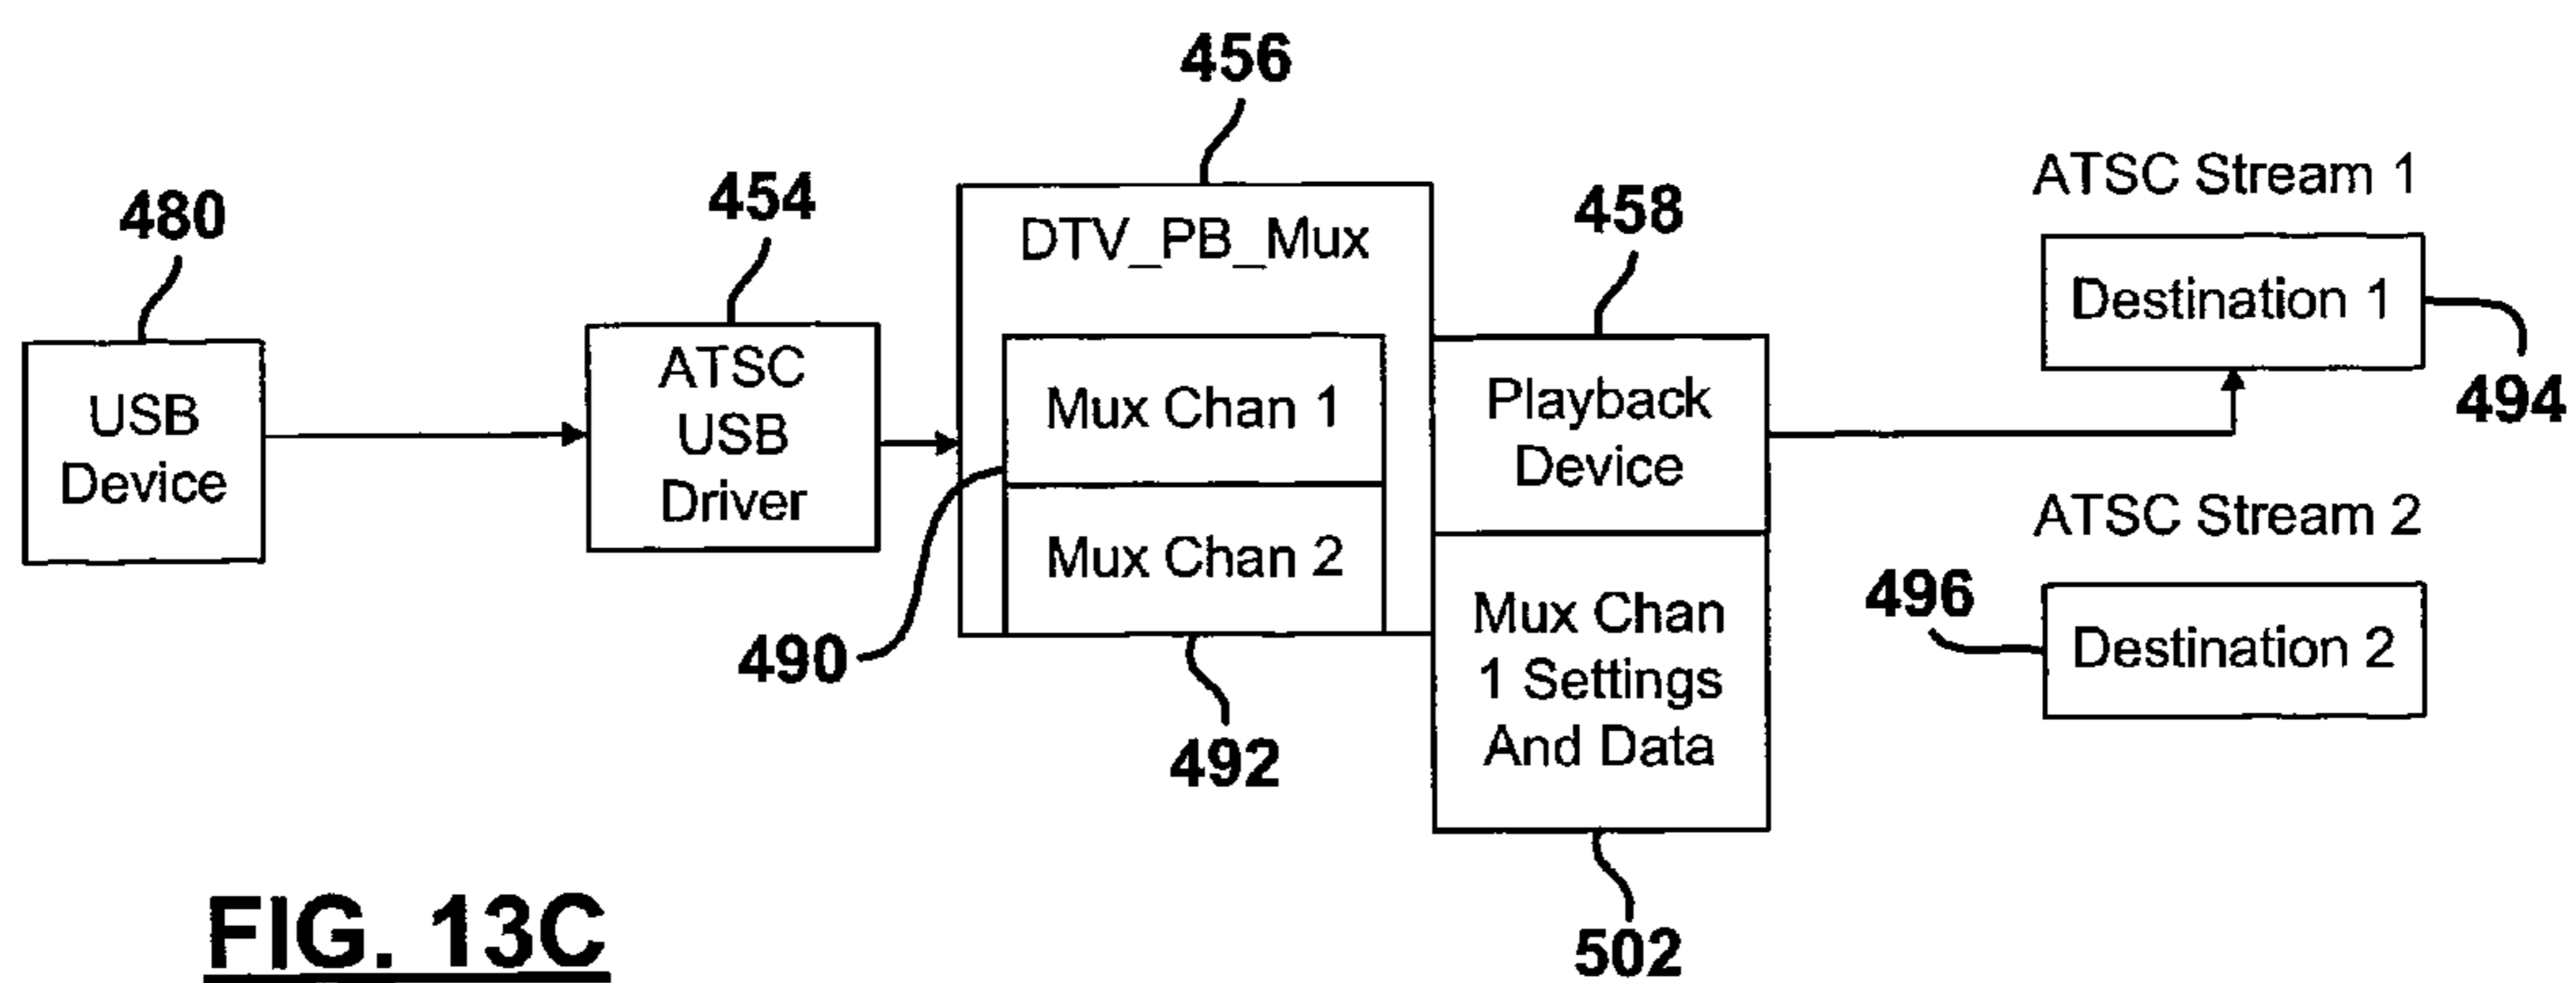 456
454
480
DTV_PB_Mux
458
ATSC Stream 1
Destination 1
494
USB
Device
ATSC
USB
Driver
Mux Chan 1
Mux Chan 2
490
492
Playback
Device
Mux Chan
1 Settings
And Data
502
ATSC Stream 2
496
Destination 2
FIG. 13C